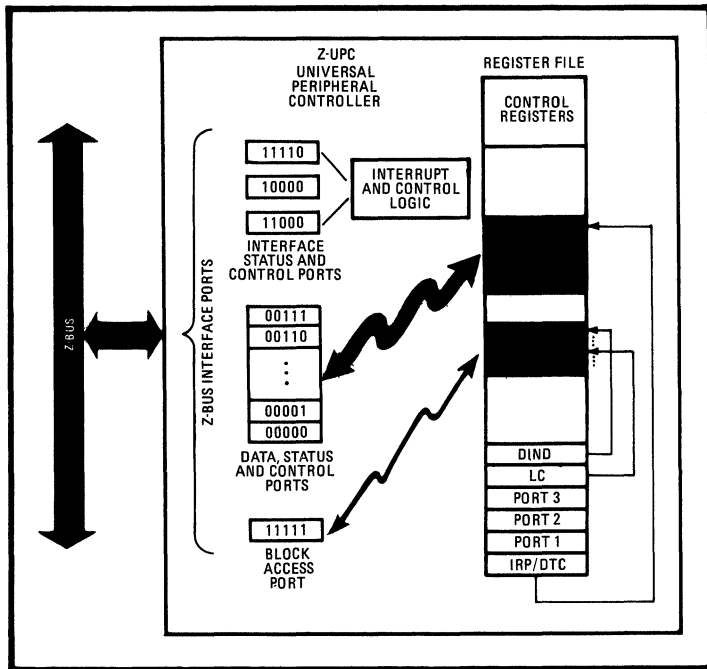 Z-UPC
UNIVERSAL
PERIPHERAL
CONTROLLER
REGISTER FILE
CONTROL
REGISTERS
11110
10000
11000
INTERRUPT
AND CONTROL
LOGIC
INTERFACE
STATUS AND
CONTROL PORTS
Z-BUS
Z-BUS INTERFACE PORTS
00111
00110
00001
00000
DATA, STATUS
AND CONTROL
PORTS
11111
BLOCK
ACCESS
PORT
DIND
LC
PORT 3
PORT 2
PORT 1
IRP/DTC